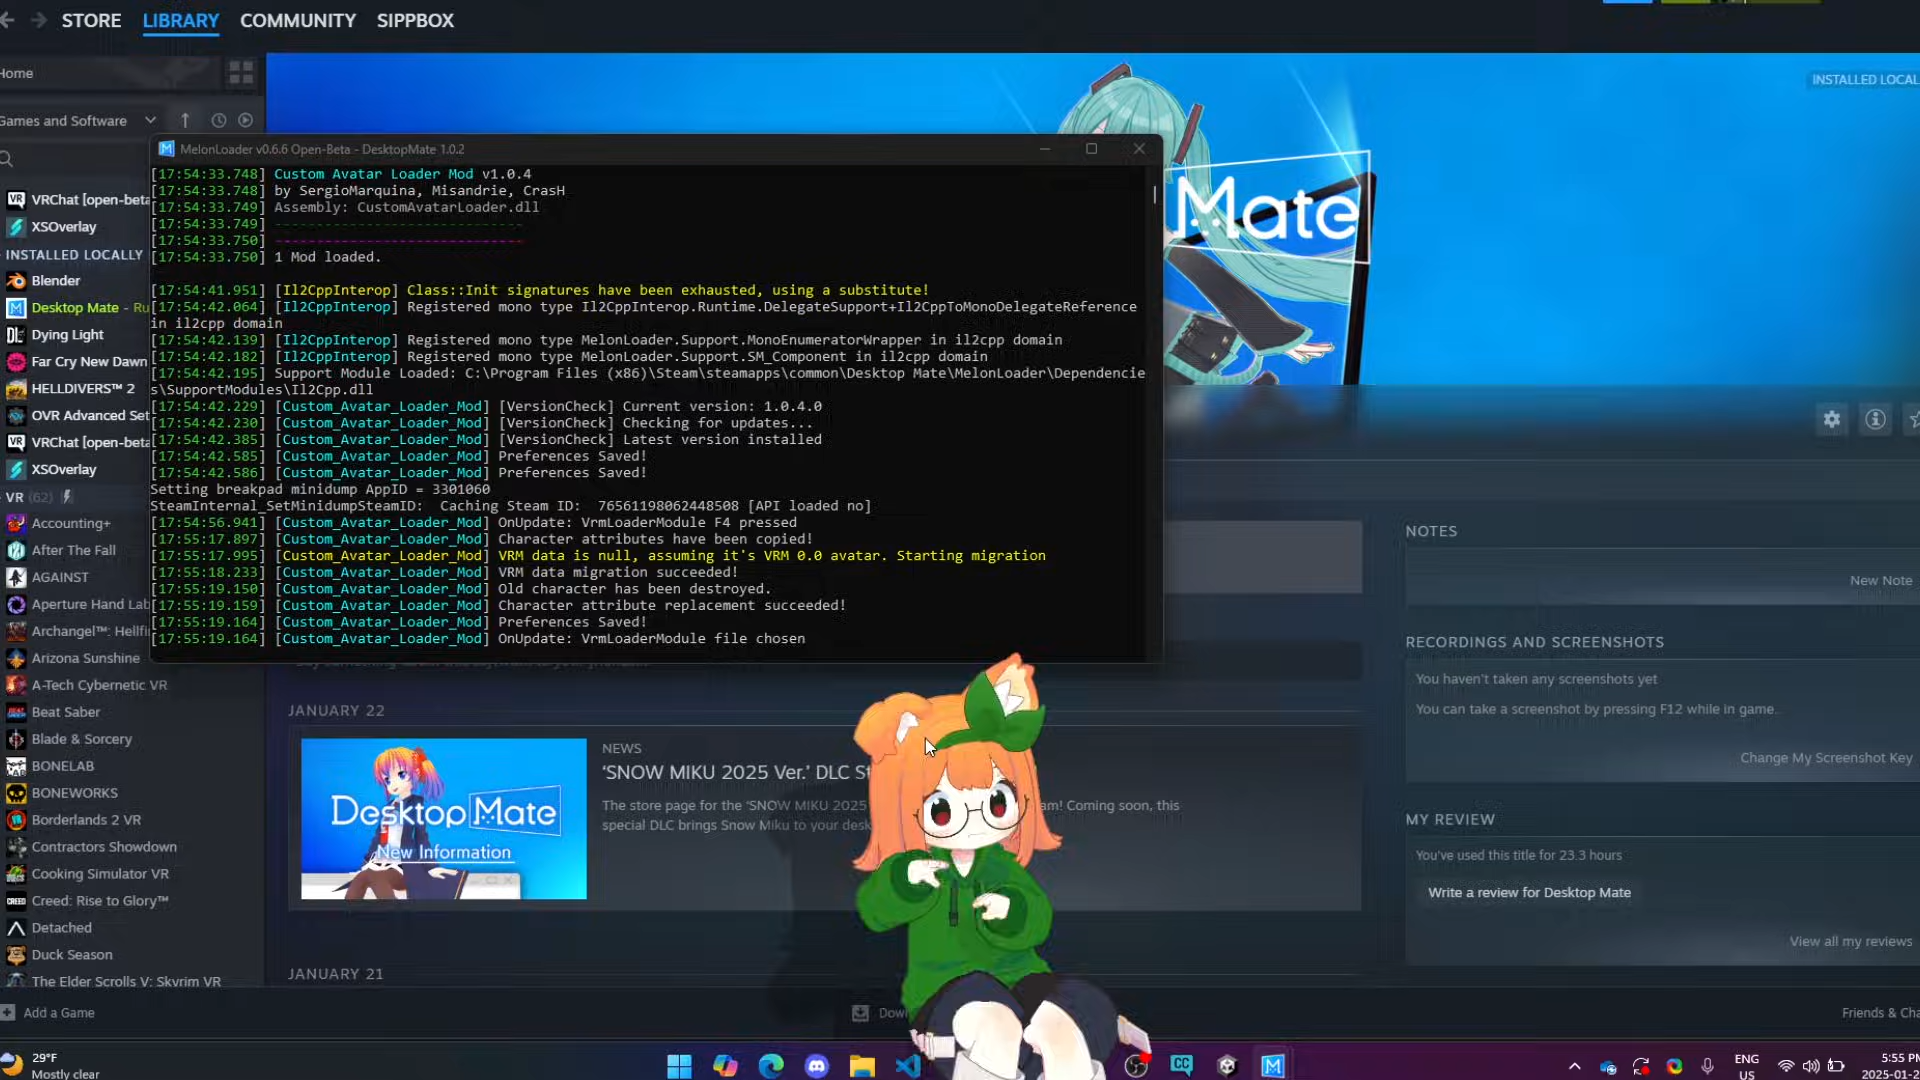 STORE
LIBRARY
COMMUNITY
SIPPBOX
Home
INSTALLED LOCAL
Games and Software
Mate
MelonLoader v0.6.6 Open-Beta - DesktopMate 1.0.2
[17:54:33.748] Custom Avatar Loader Mod v1.0.4
[17:54:33.748] by SergioMarquina, Misandrie, CrasH
[17:54:33.749] Assembly: CustomAvatarLoader.dll
[17:54:33.749] ------------------------------
[17:54:33.750] ------------------------------
[17:54:33.750] 1 Mod loaded.
[17:54:41.951] [Il2CppInterop] Class::Init signatures have been exhausted, using a substitute!
[17:54:42.064] [Il2CppInterop] Registered mono type Il2CppInterop.Runtime.DelegateSupport+Il2CppToMonoDelegateReference
in il2cpp domain
[17:54:42.139] [Il2CppInterop] Registered mono type MelonLoader.Support.MonoEnumeratorWrapper in il2cpp domain
[17:54:42.182] [Il2CppInterop] Registered mono type MelonLoader.Support.SM_Component in il2cpp domain
[17:54:42.195] Support Module Loaded: C:\Program Files (x86)\Steam\steamapps\common\Desktop Mate\MelonLoader\Dependencie
s\SupportModules\Il2Cpp.dll
[17:54:42.229] [Custom_Avatar_Loader_Mod] [VersionCheck] Current version: 1.0.4.0
[17:54:42.230] [Custom_Avatar_Loader_Mod] [VersionCheck] Checking for updates...
[17:54:42.385] [Custom_Avatar_Loader_Mod] [VersionCheck] Latest version installed
[17:54:42.585] [Custom_Avatar_Loader_Mod] Preferences Saved!
[17:54:42.586] [Custom_Avatar_Loader_Mod] Preferences Saved!
Setting breakpad minidump AppID = 3301060
SteamInternal_SetMinidumpSteamID:  Caching Steam ID:  76561198062448508 [API loaded no]
[17:54:56.941] [Custom_Avatar_Loader_Mod] OnUpdate: VrmLoaderModule F4 pressed
[17:55:17.897] [Custom_Avatar_Loader_Mod] Character attributes have been copied!
[17:55:17.995] [Custom_Avatar_Loader_Mod] VRM data is null, assuming it's VRM 0.0 avatar. Starting migration
[17:55:18.233] [Custom_Avatar_Loader_Mod] VRM data migration succeeded!
[17:55:19.150] [Custom_Avatar_Loader_Mod] Old character has been destroyed.
[17:55:19.159] [Custom_Avatar_Loader_Mod] Character attribute replacement succeeded!
[17:55:19.164] [Custom_Avatar_Loader_Mod] Preferences Saved!
[17:55:19.164] [Custom_Avatar_Loader_Mod] OnUpdate: VrmLoaderModule file chosen
VRChat [open-beta
XSOverlay
INSTALLED LOCALLY
Blender
Desktop Mate - Ru
Dying Light
Far Cry New Dawn
HELLDIVERS™ 2
OVR Advanced Set
VRChat [open-beta
XSOverlay
VR (62)
Accounting+
After The Fall
AGAINST
Aperture Hand Lab
Archangel™: Hellfi
Arizona Sunshine
A-Tech Cybernetic VR
Beat Saber
Blade & Sorcery
BONELAB
BONEWORKS
Borderlands 2 VR
Contractors Showdown
Cooking Simulator VR
Creed: Rise to Glory™
Detached
Duck Season
The Elder Scrolls V: Skyrim VR
Add a Game
JANUARY 22
DesktopMate
New Information
NEWS
'SNOW MIKU 2025 Ver.' DLC St
The store page for the 'SNOW MIKU 2025
am! Coming soon, this
special DLC brings Snow Miku to your desk
JANUARY 21
NOTES
New Note
RECORDINGS AND SCREENSHOTS
You haven't taken any screenshots yet
You can take a screenshot by pressing F12 while in game.
Change My Screenshot Key
MY REVIEW
You've used this title for 23.3 hours
Write a review for Desktop Mate
View all my reviews
Dow
Friends & Cha
29°F
Mostly clear
CC
ENG
US
5:55 PM
2025-01-2